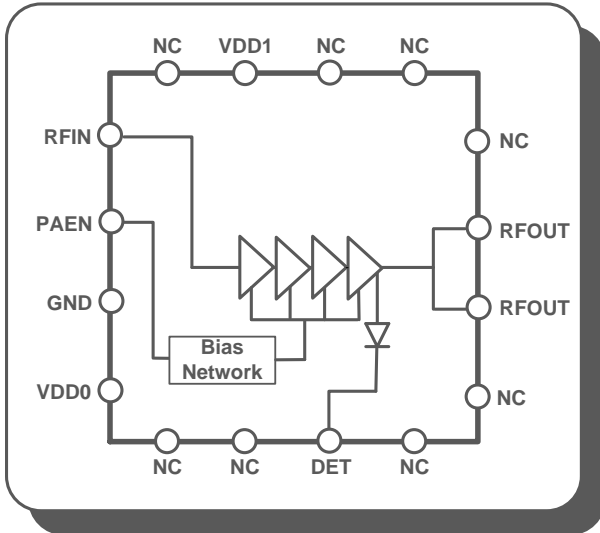 NC VDD1 NC NC
RFIN
NC
PAEN
RFOUT
GND
RFOUT
Bias
Network
VDD0
NC
NC NC DET NC